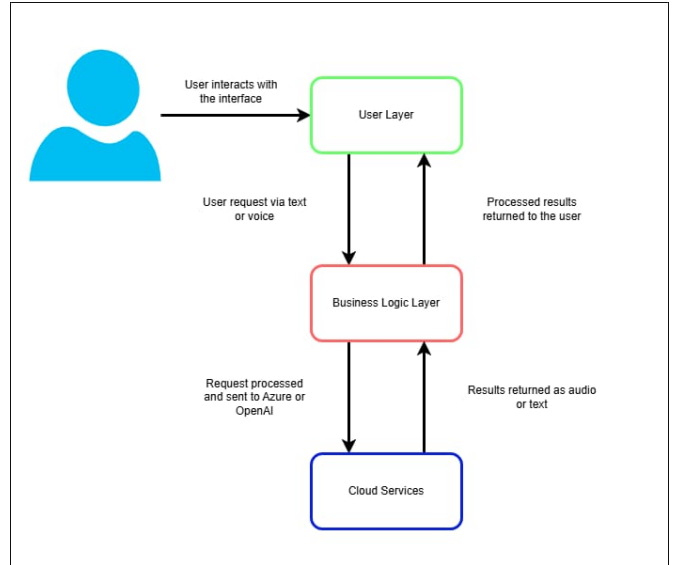 User interacts with
the interface
User Layer
User request via text
or voice
Processed results
returned to the user
Business Logic Layer
Request processed
and sent to Azure or
OpenAI
Results returned as audio
or text
Cloud Services